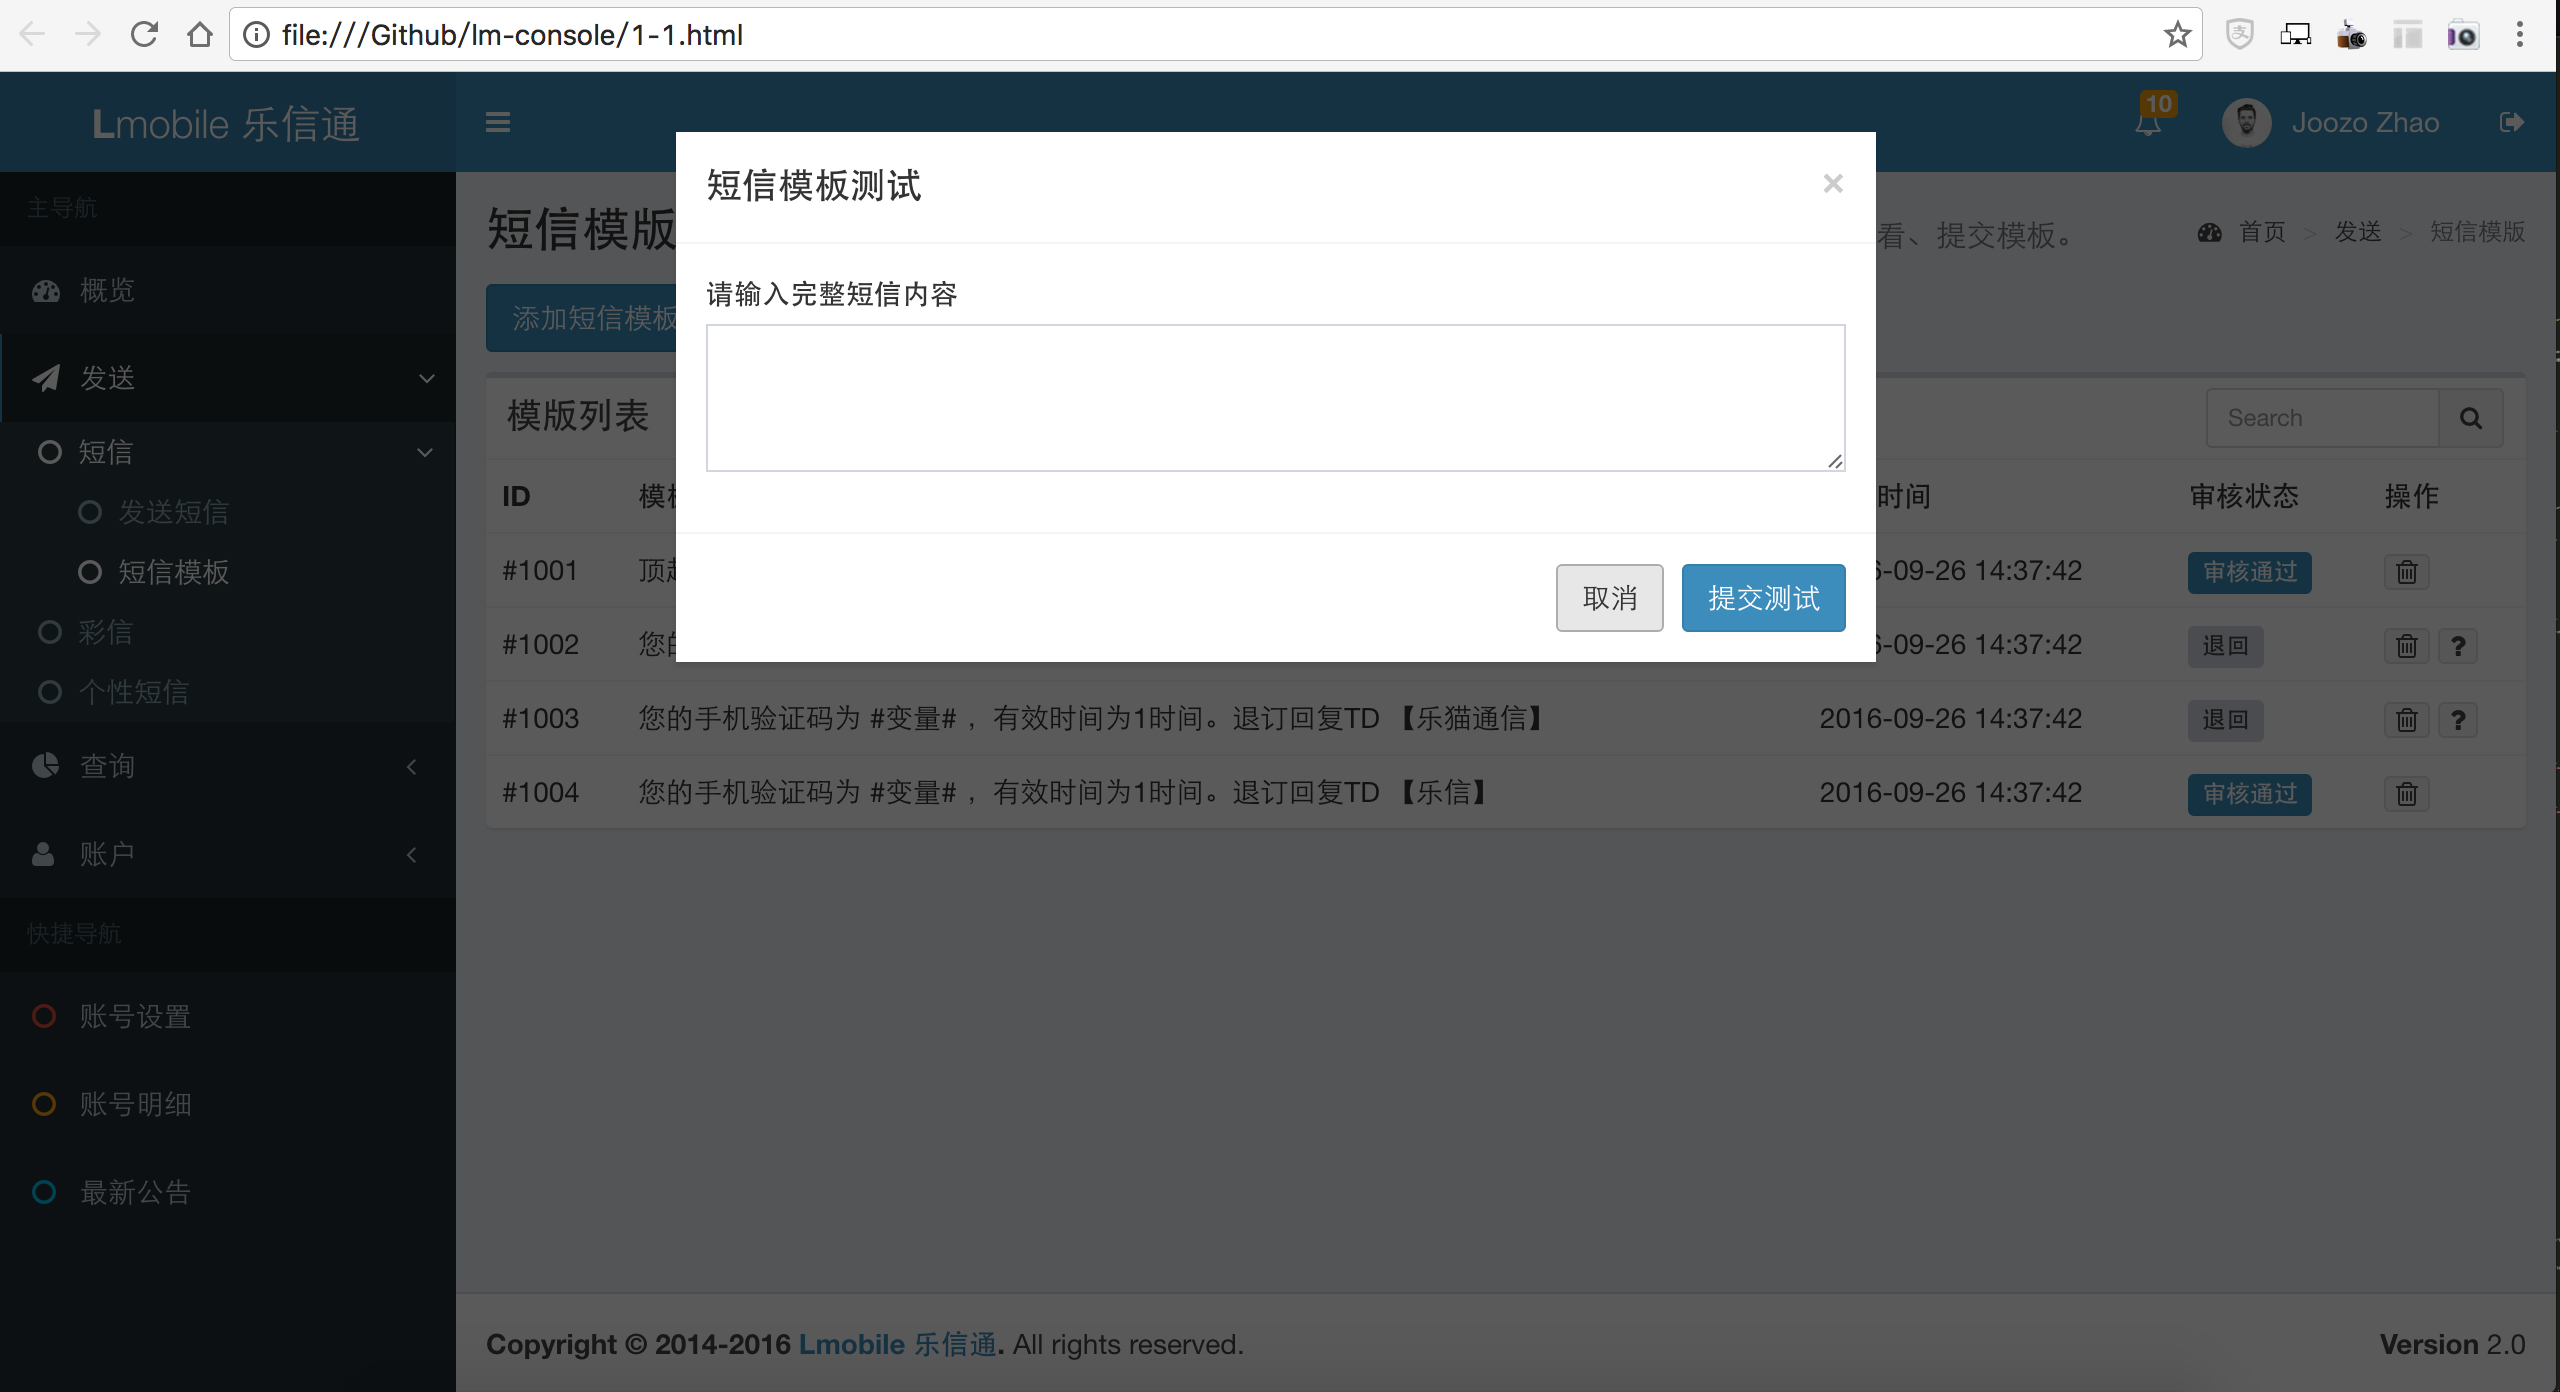 file:///Github/lm-console/1-1.html
Lmobile 乐信通
10
Joozo Zhao
主导航
概览
发送
短信
发送短信
短信模板
彩信
个性短信
查询
账户
快捷导航
账号设置
账号明细
最新公告
短信模版
看、提交模板。
首页 > 发送 > 短信模版
添加短信模板
短信模板测试
×
请输入完整短信内容
取消
提交测试
模版列表
Search
ID 模板 时间 审核状态 操作
#1001 顶起 6-09-26 14:37:42 审核通过
#1002 您的 6-09-26 14:37:42 退回 ?
#1003 您的手机验证码为 #变量# ，有效时间为1时间。退订回复TD 【乐猫通信】 2016-09-26 14:37:42 退回 ?
#1004 您的手机验证码为 #变量# ，有效时间为1时间。退订回复TD 【乐信】 2016-09-26 14:37:42 审核通过
Copyright © 2014-2016 Lmobile 乐信通. All rights reserved.
Version 2.0